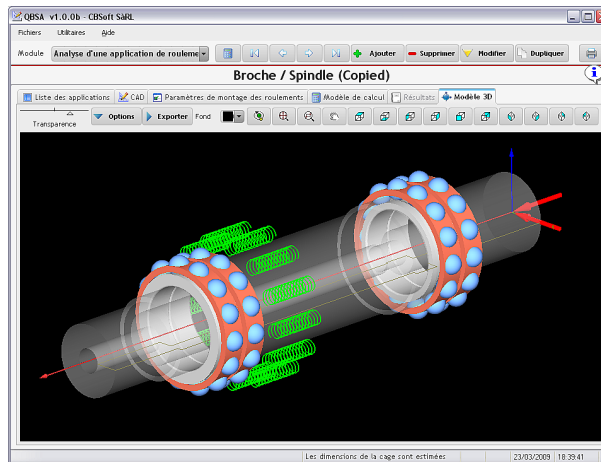 QBSA v1.0.0b - CBSoft SàRL
Fichiers Utilitaires Aide
Module Analyse d'une application de rouleme Ajouter Supprimer Modifier Dupliquer
Broche / Spindle (Copied)
Liste des applications CAD Paramètres de montage des roulements Modèle de calcul Résultats Modèle 3D
Transparence Options Exporter Fond
Les dimensions de la cage sont estimées 23/03/2009 18:39:41